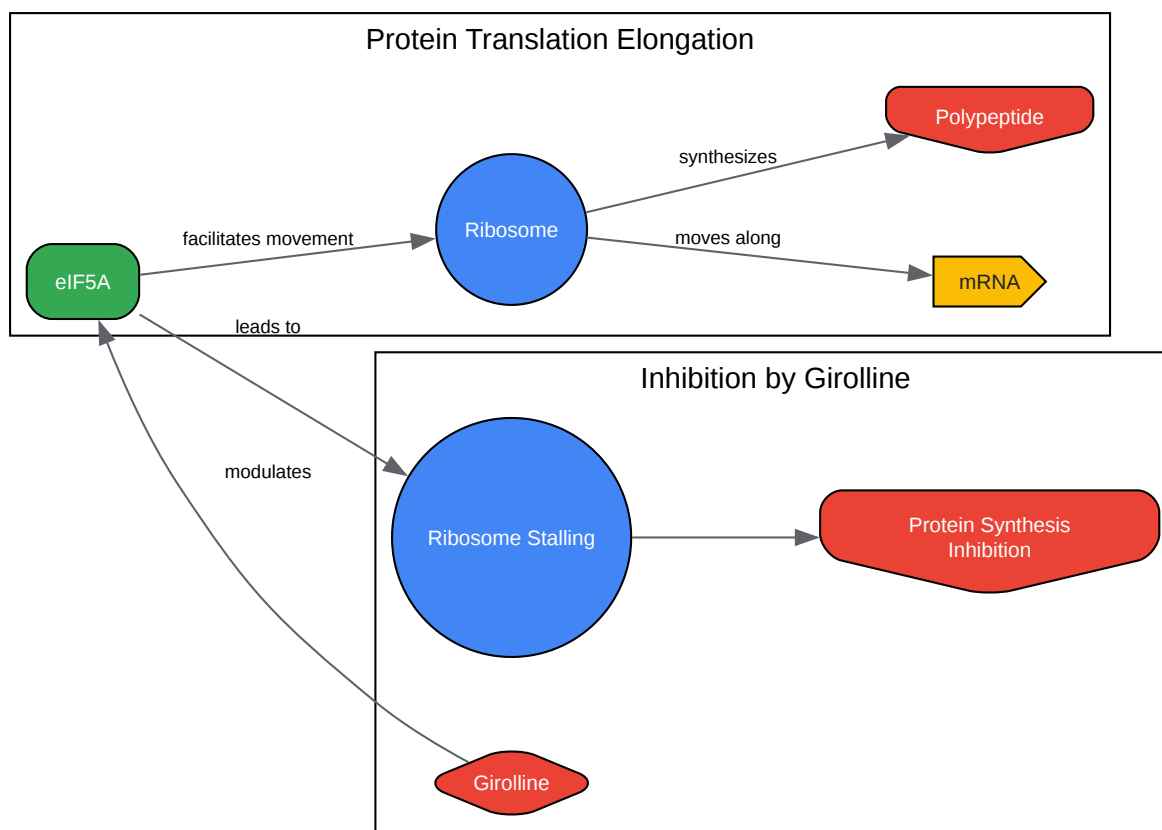 Protein Translation Elongation
Polypeptide
synthesizes
Ribosome
facilitates movement
moves along
eIF5A
mRNA
leads to
Inhibition by Girolline
modulates
Ribosome Stalling
Protein Synthesis
Inhibition
Girolline